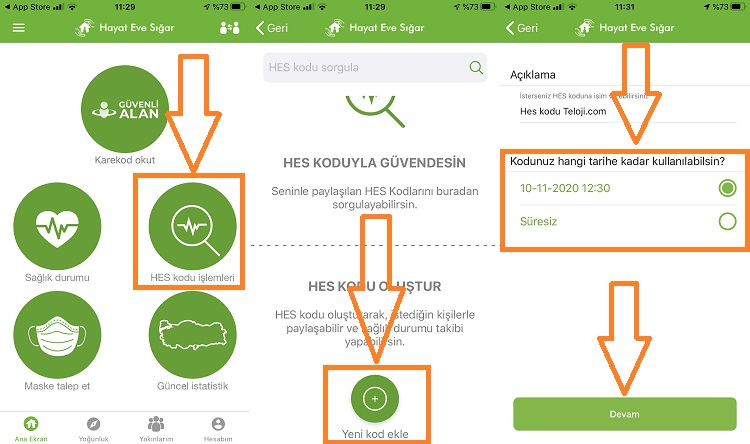 App Store
11:29
%73
Hayat Eve Sığar
GÜVENLİ
ALAN
Karekod okut
Sağlık durumu
HES kodu işlemleri
Maske talep et
Güncel istatistik
Ana Ekran
Yoğunluk
Yakınlarım
Hesabım
App Store
11:29
%73
Geri
Hayat Eve Sığar
HES kodu sorgula
HES KODUYLA GÜVENDESİN
Seninle paylaşılan HES Kodlarını buradan
sorgulayabilirsin.
HES KODU OLUŞTUR
HES kodu oluşturarak, istediğin kişilerle
paylaşabilir ve sağlık durumu takibi
yapabilirsin.
Yeni kod ekle
App Store
11:31
%73
Geri
Hayat Eve Sığar
Açıklama
İsterseniz HES koduna isim
Hes kodu Teloji.com
Kodunuz hangi tarihe kadar kullanılabilsin?
10-11-2020 12:30
Süresiz
Devam